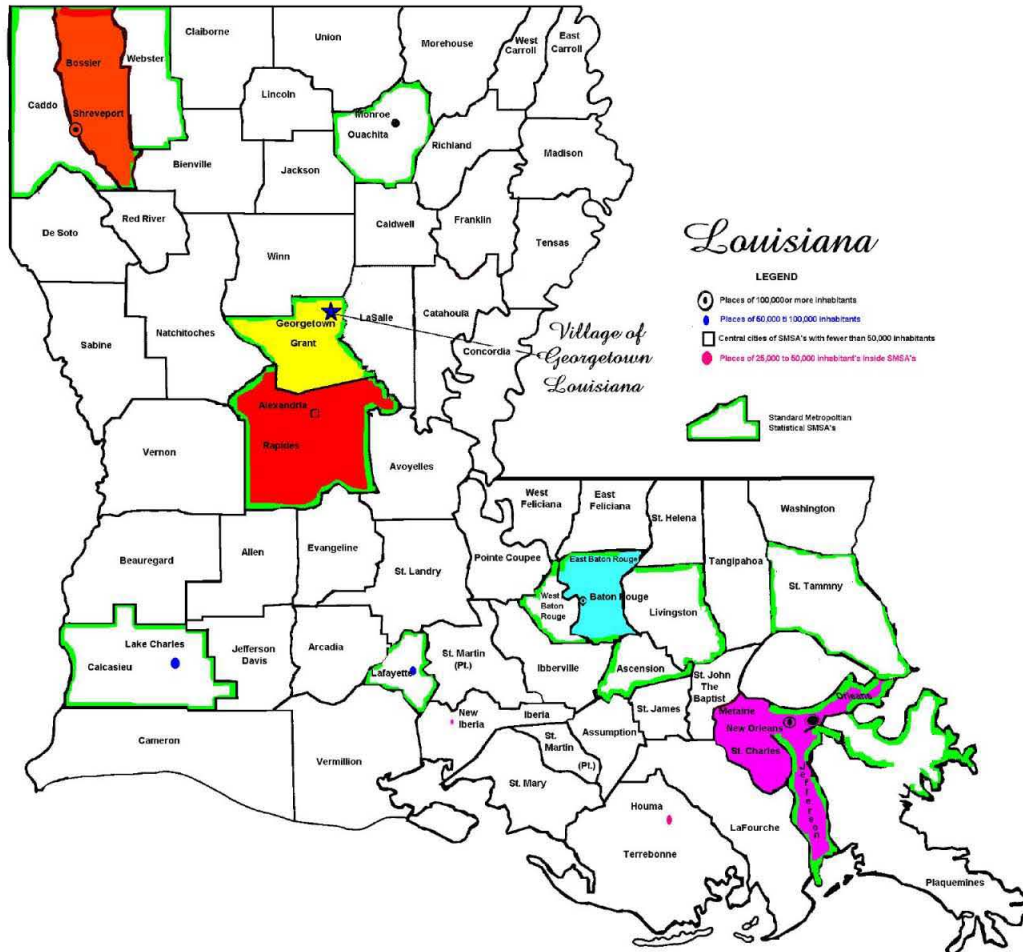 Claiborne
Union
Morehouse
West
Carroll
East
Carroll
Bossier
Webster
Caddo
Shreveport
Lincoln
Monroe
Ouachita
Richland
Madison
Bienville
Jackson
De Soto
Red River
Caldwell
Franklin
Tensas
Winn
Natchitoches
Sabine
LaSalle
Catahoula
Concordia
Georgetown
Grant
Village of
Georgetown
Louisiana
Louisiana
LEGEND
Places of 100,000or more inhabitants
Places of 50,000 ti 100,000 inhabitants
Central cities of SMSA's with fewer than 50,000 inhabitants
Places of 25,000 to 50,000 inhabitant's inside SMSA's
Standard Metropoltian
Statistical SMSA's
Alexandria
Rapides
Vernon
Avoyelles
West
Feliciana
East
Feliciana
St. Helena
Washington
Beauregard
Allen
Evangeline
St. Landry
Pointe Coupee
East Baton Rouge
Baton Rouge
West
Baton
Rouge
Tangipahoa
St. Tammny
Livingston
Lake Charles
Calcasieu
Jefferson
Davis
Arcadia
Lafayette
St. Martin
(Pt.)
Ibberville
Ascension
St. John
The
Baptist
Cameron
Vermillion
New
Iberia
Iberia
St.
Martin
(Pt.)
Assumption
St. James
St. Mary
Metairie
Orleans
New Orleans
St. Charles
Jefferson
Houma
Terrebonne
LaFourche
Plaquemines